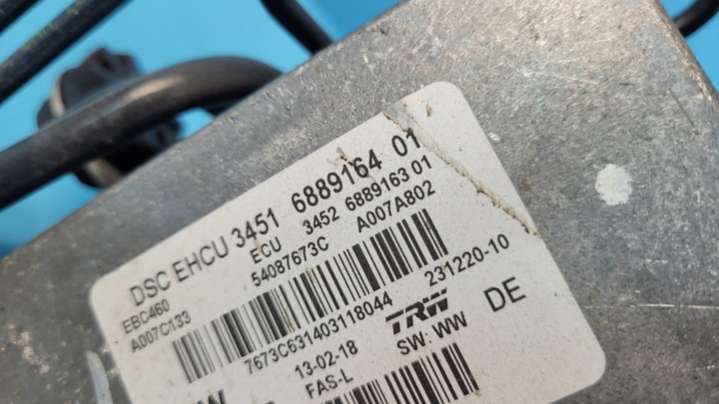 DSC EHCU 3451 6889164 01
ECU 3452 6889163 01
EBC460 54087673C A007A802
A007C133
7673C631403118044 231220-10
13-02-18 TRW DE
FAS-L SW: WW